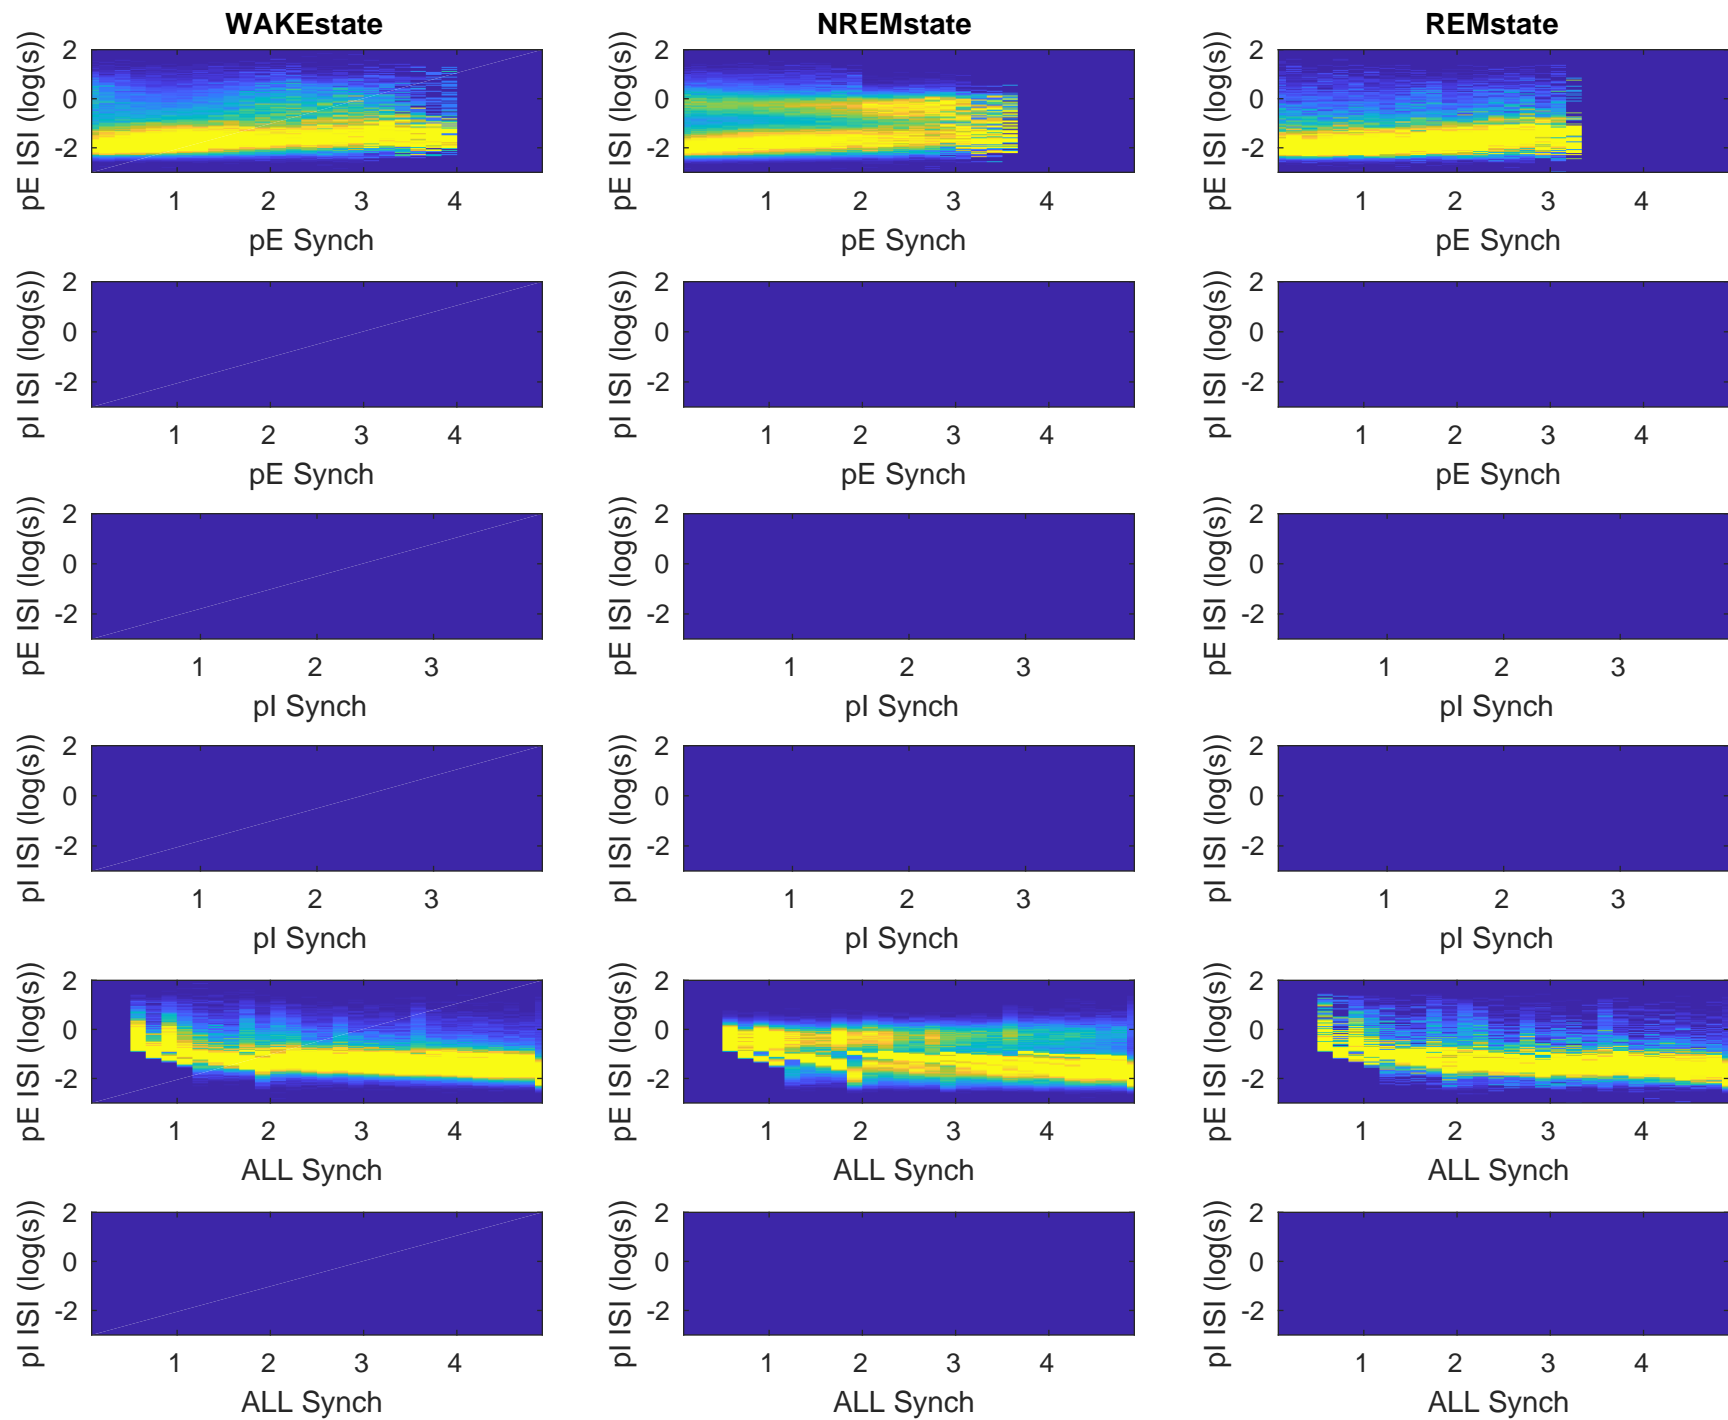 WAKEstate NREMstate REMstate
pE ISI (log(s)) 2 0 -2 pE ISI (log(s)) 2 0 -2 pE ISI (log(s)) 2 0 -2
1 2 3 4 1 2 3 4 1 2 3 4
pE Synch pE Synch pE Synch
pI ISI (log(s)) 2 0 -2 pI ISI (log(s)) 2 0 -2 pI ISI (log(s)) 2 0 -2
1 2 3 4 1 2 3 4 1 2 3 4
pE Synch pE Synch pE Synch
pE ISI (log(s)) 2 0 -2 pE ISI (log(s)) 2 0 -2 pE ISI (log(s)) 2 0 -2
1 2 3 1 2 3 1 2 3
pI Synch pI Synch pI Synch
pI ISI (log(s)) 2 0 -2 pI ISI (log(s)) 2 0 -2 pI ISI (log(s)) 2 0 -2
1 2 3 1 2 3 1 2 3
pI Synch pI Synch pI Synch
pE ISI (log(s)) 2 0 -2 pE ISI (log(s)) 2 0 -2 pE ISI (log(s)) 2 0 -2
1 2 3 4 1 2 3 4 1 2 3 4
ALL Synch ALL Synch ALL Synch
pI ISI (log(s)) 2 0 -2 pI ISI (log(s)) 2 0 -2 pI ISI (log(s)) 2 0 -2
1 2 3 4 1 2 3 4 1 2 3 4
ALL Synch ALL Synch ALL Synch